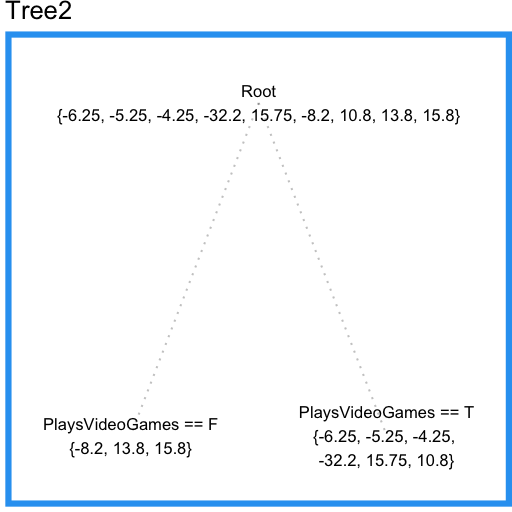 Tree2
Root
{-6.25, -5.25, -4.25, -32.2, 15.75, -8.2, 10.8, 13.8, 15.8}
PlaysVideoGames == F
{-8.2, 13.8, 15.8}
PlaysVideoGames == T
{-6.25, -5.25, -4.25,
-32.2, 15.75, 10.8}